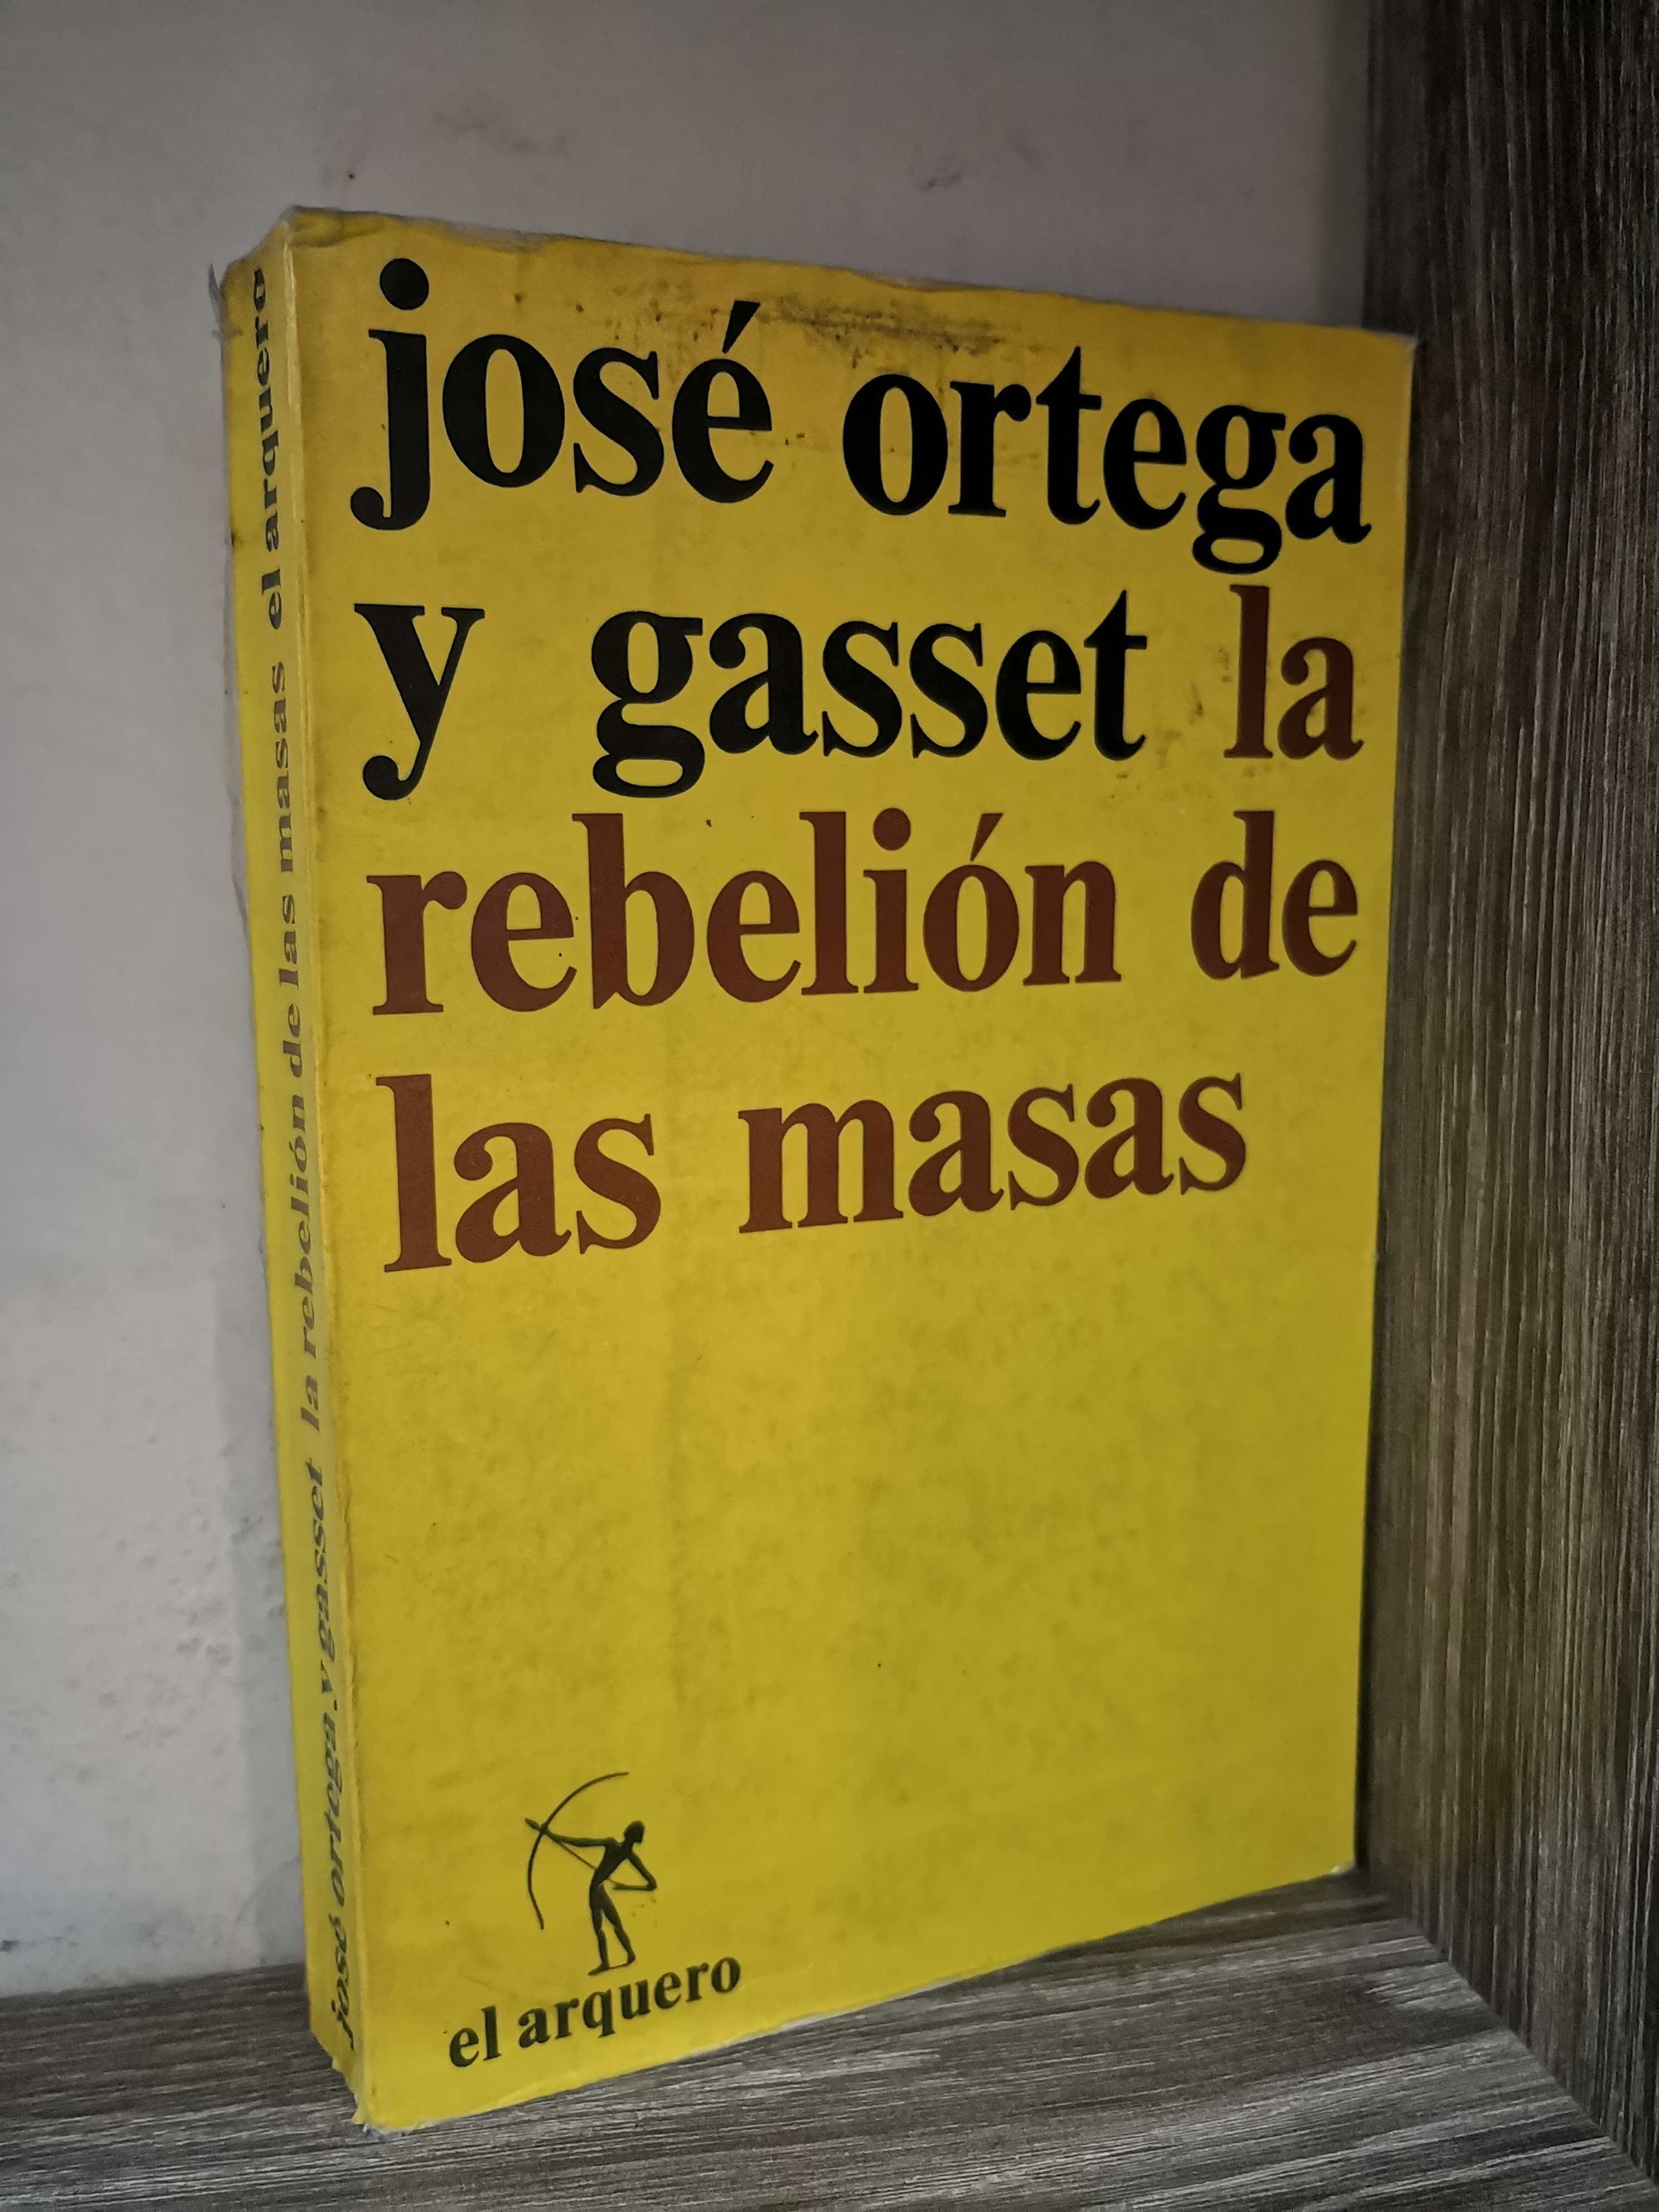 josé ortega
y gasset la
rebelión de
las masas
el arquero
josé ortega y gasset la rebelión de las masas el arquero